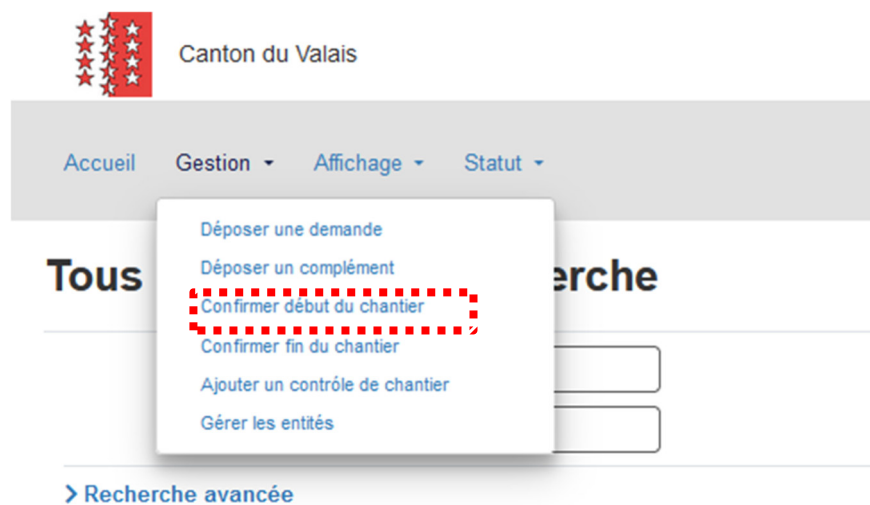 Canton du Valais
Accueil Gestion Affichage Statut
Déposer une demande
Tous erche
Déposer un complément
Confirmer début du chantier
Confirmer fin du chantier
Ajouter un contrôle de chantier
Gérer les entités
Recherche avancée